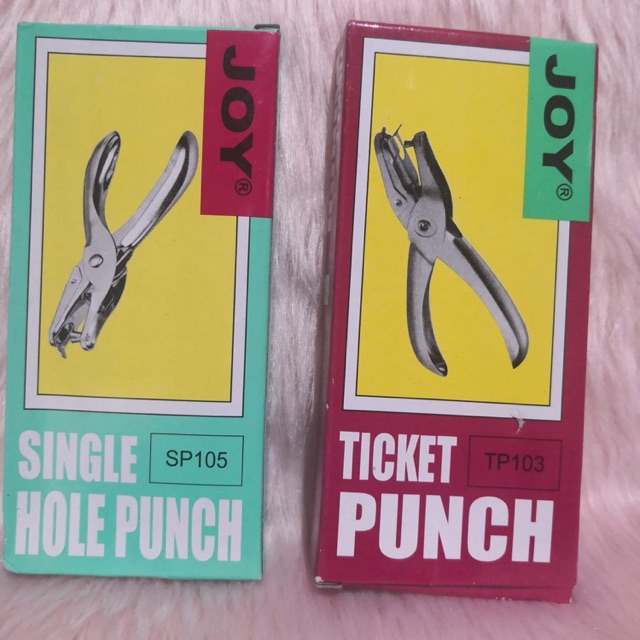 JOY®
SINGLE
SP105
HOLE PUNCH
JOY®
TICKET
TP103
PUNCH